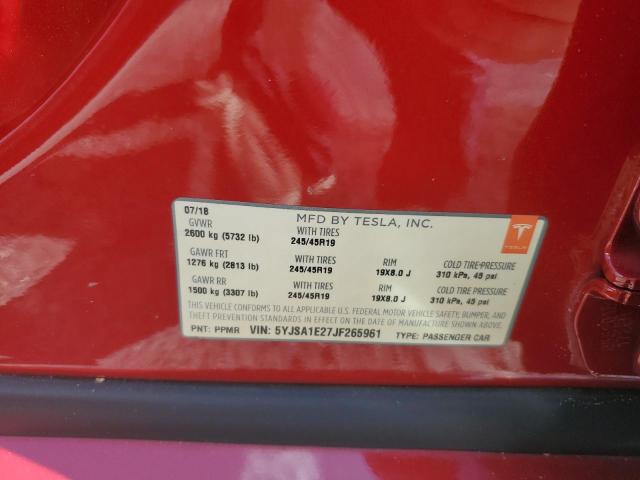 07/18 MFD BY TESLA, INC.
GVWR WITH TIRES
2600 kg (5732 lb) 245/45R19
GAWR FRT WITH TIRES RIM COLD TIRE-PRESSURE
1276 kg (2813 lb) 245/45R19 19X8.0 J 310 kPa, 45 psi
GAWR RR WITH TIRES RIM COLD TIRE-PRESSURE
1500 kg (3307 lb) 245/45R19 19X8.0 J 310 kPa, 45 psi
THIS VEHICLE CONFORMS TO ALL APPLICABLE U.S. FEDERAL MOTOR VEHICLE SAFETY, BUMPER, AND
THEFT PREVENTION STANDARDS IN EFFECT ON THE DATE OF MANUFACTURE SHOWN ABOVE.
PNT: PPMR VIN: 5YJSA1E27JF265961 TYPE: PASSENGER CAR
TESLA